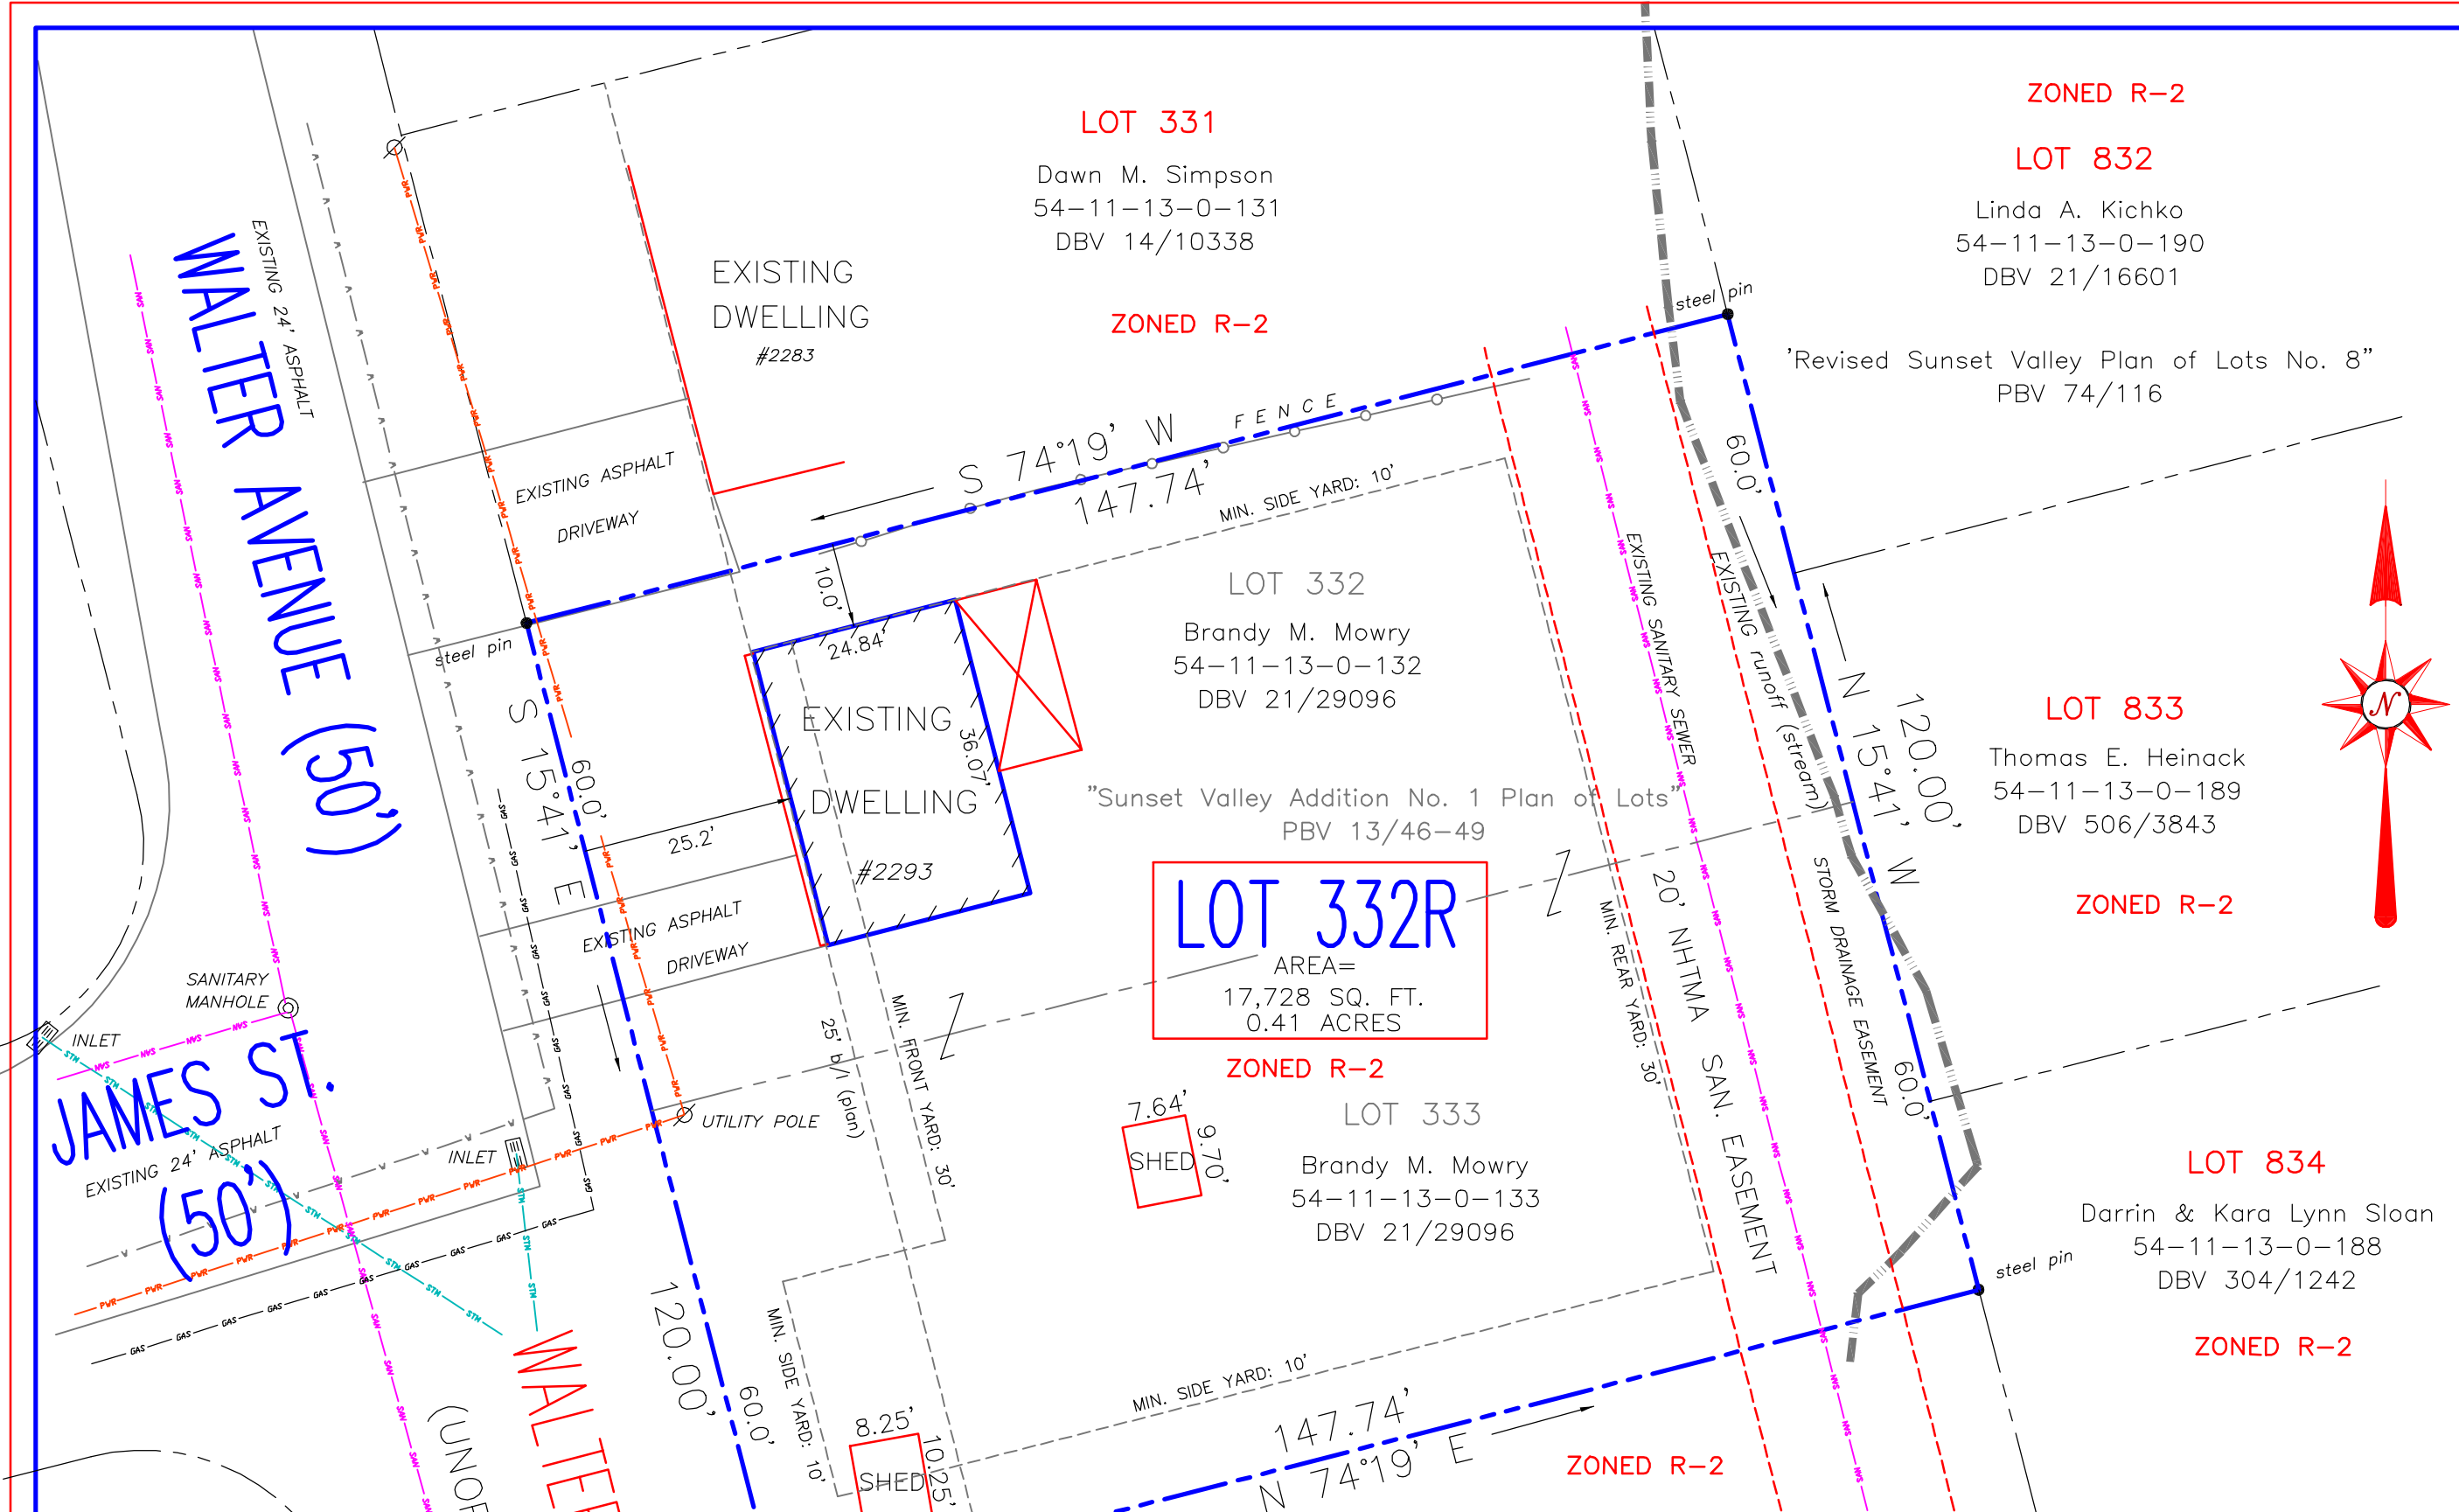 ZONED R-2
LOT 331
Dawn M. Simpson
54-11-13-0-131
DBV 14/10338
ZONED R-2
LOT 832
Linda A. Kichko
54-11-13-0-190
DBV 21/16601
'Revised Sunset Valley Plan of Lots No. 8"
PBV 74/116
EXISTING
DWELLING
#2283
EXISTING 24' ASPHALT
WALTER AVENUE (50')
steel pin
FENCE
S 74°19' W
147.74'
MIN. SIDE YARD: 10'
EXISTING ASPHALT
DRIVEWAY
60.0'
10.0'
steel pin
24.84'
LOT 332
Brandy M. Mowry
54-11-13-0-132
DBV 21/29096
EXISTING SANITARY SEWER
EXISTING runoff (stream)
N 15°41' W
120.00'
N
LOT 833
Thomas E. Heinack
54-11-13-0-189
DBV 506/3843
ZONED R-2
S 15°41' E
60.0'
EXISTING
DWELLING
#2293
36.07'
25.2'
"Sunset Valley Addition No. 1 Plan of Lots"
PBV 13/46-49
LOT 332R
AREA=
17,728 SQ. FT.
0.41 ACRES
ZONED R-2
EXISTING ASPHALT
DRIVEWAY
20' NHTMA SAN. EASEMENT
MIN. REAR YARD: 30'
STORM DRAINAGE EASEMENT
60.0'
SANITARY
MANHOLE
INLET
JAMES ST.
(50')
EXISTING 24' ASPHALT
INLET
UTILITY POLE
25' b/l (plan)
MIN. FRONT YARD: 30'
7.64'
9.70'
SHED
LOT 333
Brandy M. Mowry
54-11-13-0-133
DBV 21/29096
LOT 834
Darrin & Kara Lynn Sloan
54-11-13-0-188
DBV 304/1242
ZONED R-2
steel pin
120.00'
60.0'
MIN. SIDE YARD: 10'
MIN. SIDE YARD: 10'
8.25'
10.25'
SHED
147.74'
N 74°19' E
ZONED R-2
WALTER
SAN
PWR
GAS
STM